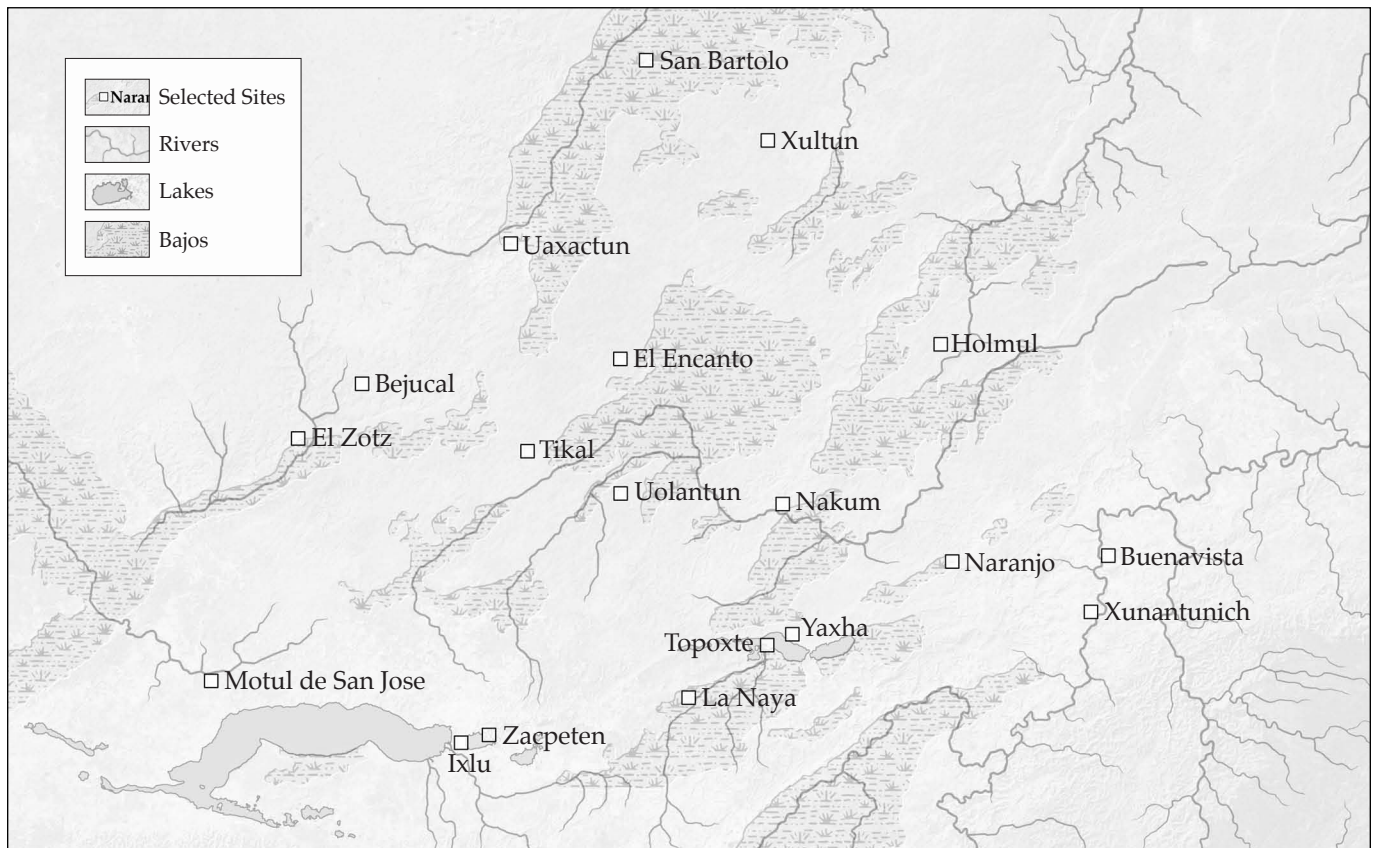 San Bartolo
Naran
Selected Sites
Rivers
Lakes
Bajos
Xultun
Uaxactun
Holmul
El Encanto
Bejucal
El Zotz
Tikal
Uolantun
Nakum
Naranjo
Buenavista
Xunantunich
Yaxha
Topoxte
Motul de San Jose
La Naya
Zacpeten
Ixlu